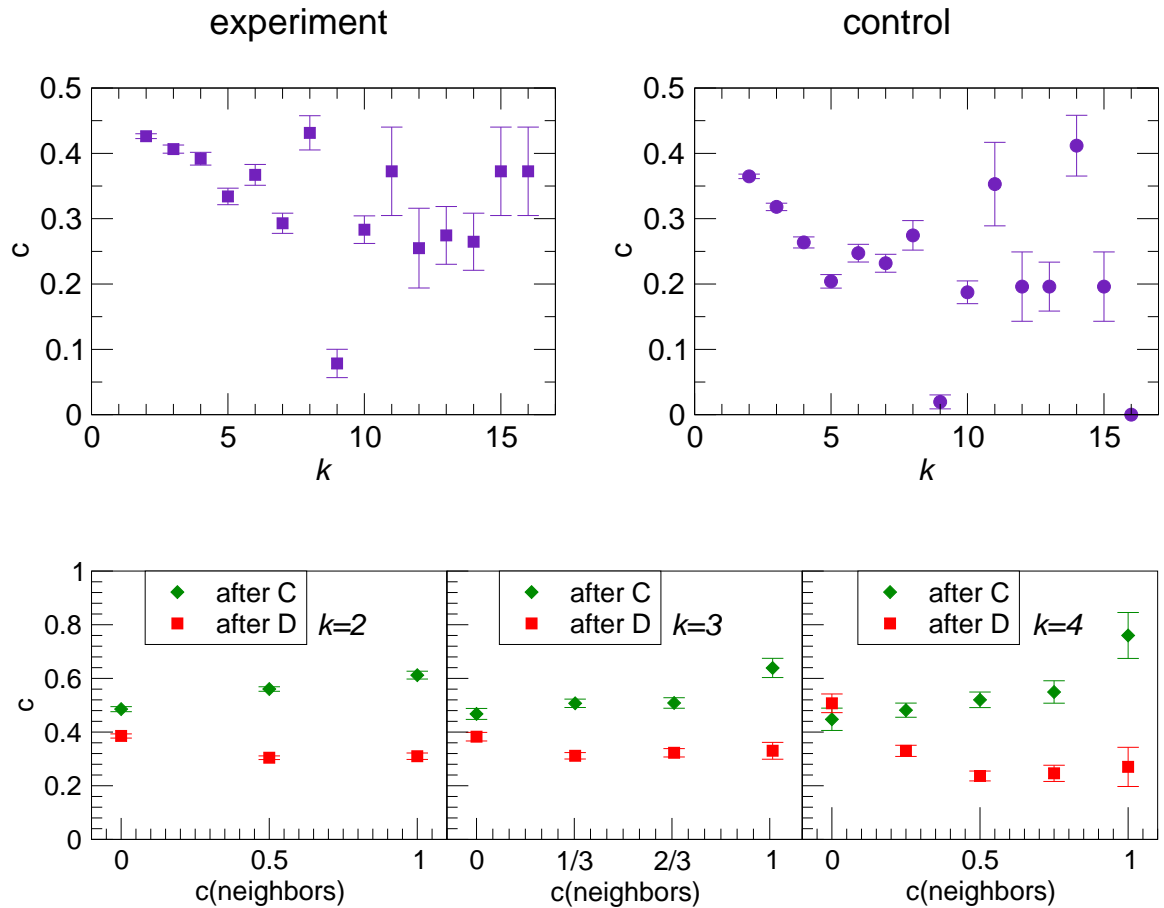 experiment
control
0.5
0.4
0.3
0.2
0.1
0
c
0 5 10 15
k
0.5
0.4
0.3
0.2
0.1
0
c
0 5 10 15
k
1
0.8
0.6
0.4
0.2
0
c
after C
after D
k=2
0 0.5 1
c(neighbors)
after C
after D
k=3
0 1/3 2/3 1
c(neighbors)
after C
after D
k=4
0 0.5 1
c(neighbors)